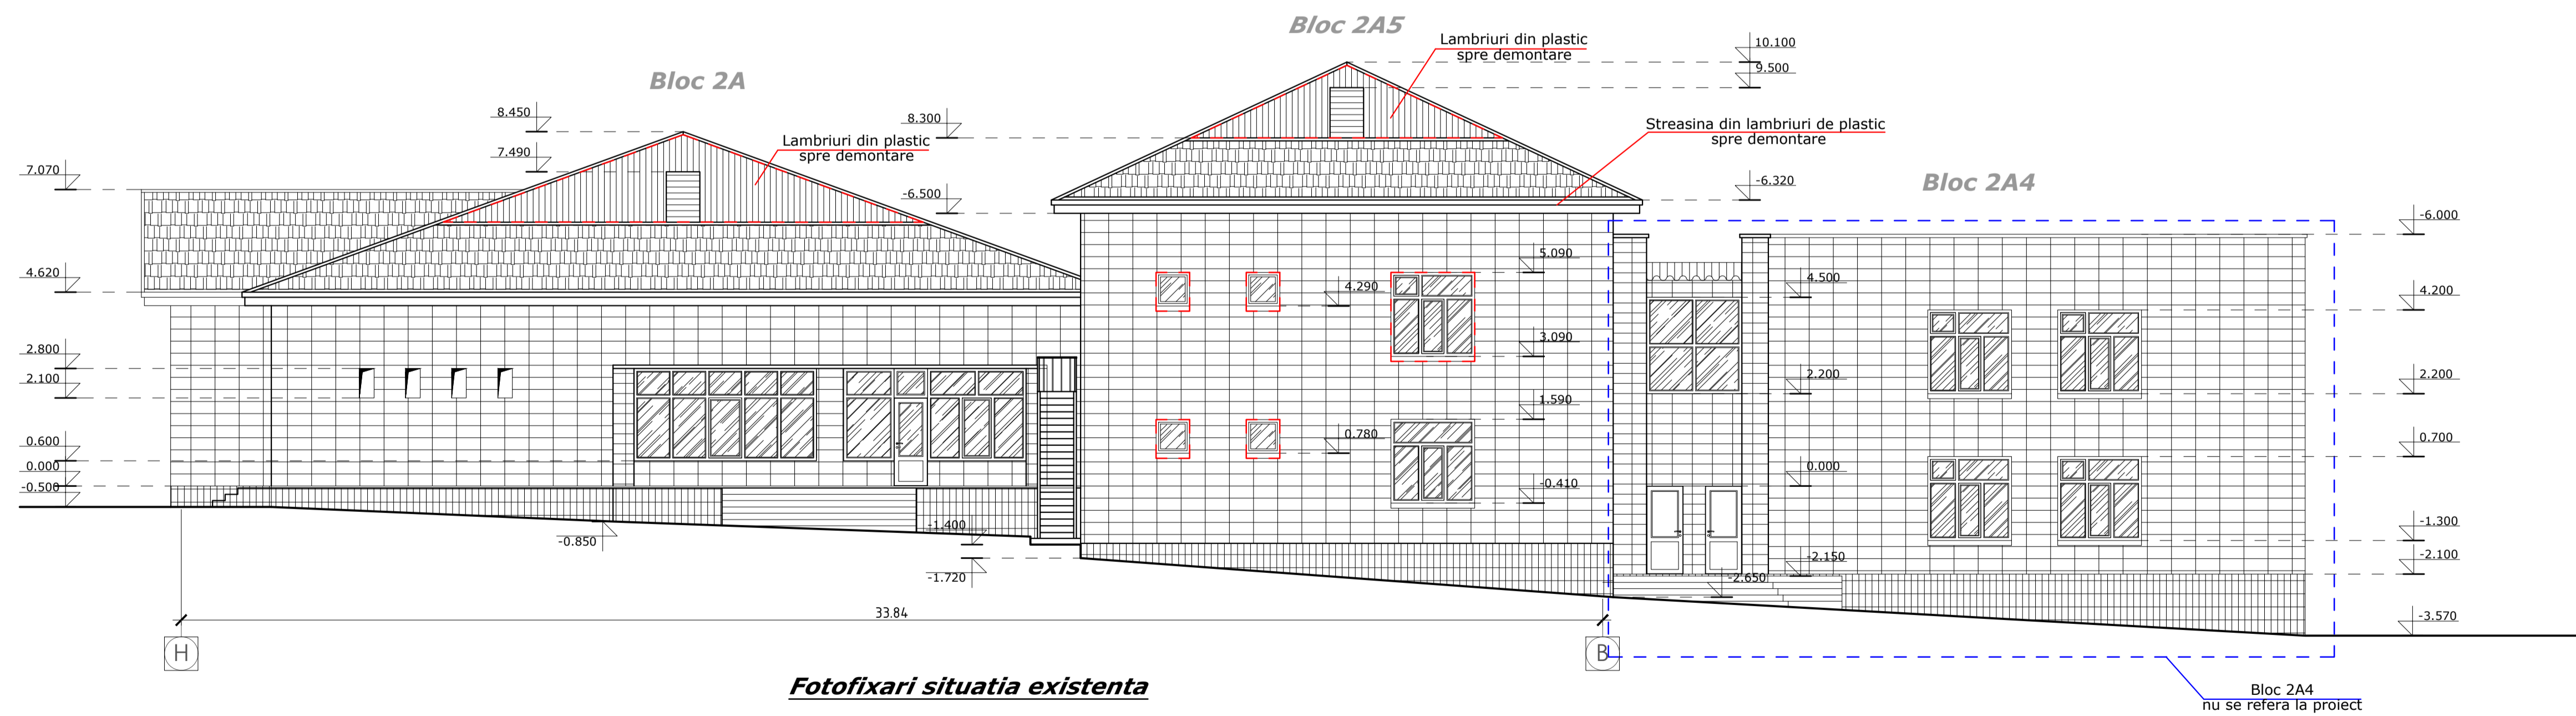 Bloc 2A5
Lambriuri din plastic
spre demontare
10.100
9.500
Bloc 2A
8.450
7.490
Lambriuri din plastic
spre demontare
8.300
-6.500
Streasina din lambriuri de plastic
spre demontare
-6.320
Bloc 2A4
-6.000
7.070
4.620
2.800
2.100
0.600
0.000
-0.500
5.090
4.290
3.090
1.590
0.780
-0.410
4.500
2.200
0.000
-2.150
-2.650
4.200
2.200
0.700
-1.300
-2.100
-3.570
-0.850
-1.400
-1.720
33.84
H
B
Fotofixari situatia existenta
Bloc 2A4
nu se refera la proiect